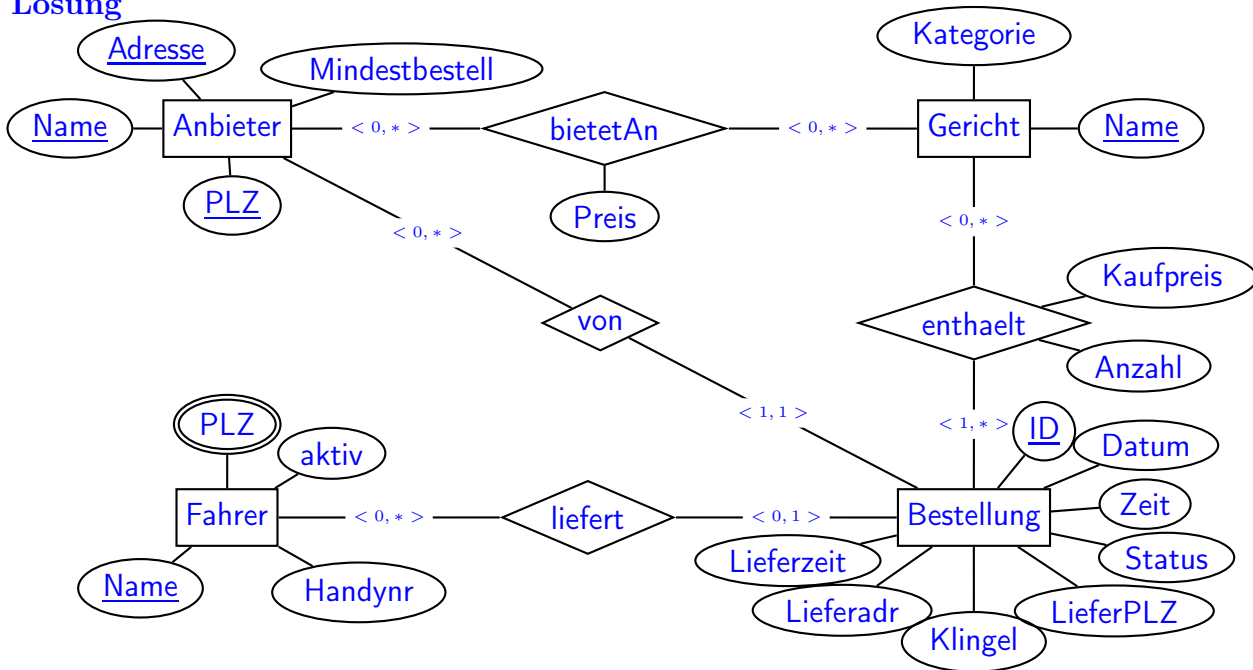 Lösung
Adresse
Kategorie
Mindestbestell
Name
Anbieter
< 0, * >
bietetAn
< 0, * >
Gericht
Name
PLZ
Preis
< 0, * >
< 0, * >
Kaufpreis
von
enthaelt
Anzahl
< 1, 1 >
< 1, * >
PLZ
ID
Datum
aktiv
Fahrer
< 0, * >
liefert
< 0, 1 >
Bestellung
Zeit
Lieferzeit
Status
Name
Handynr
Lieferadr
LieferPLZ
Klingel